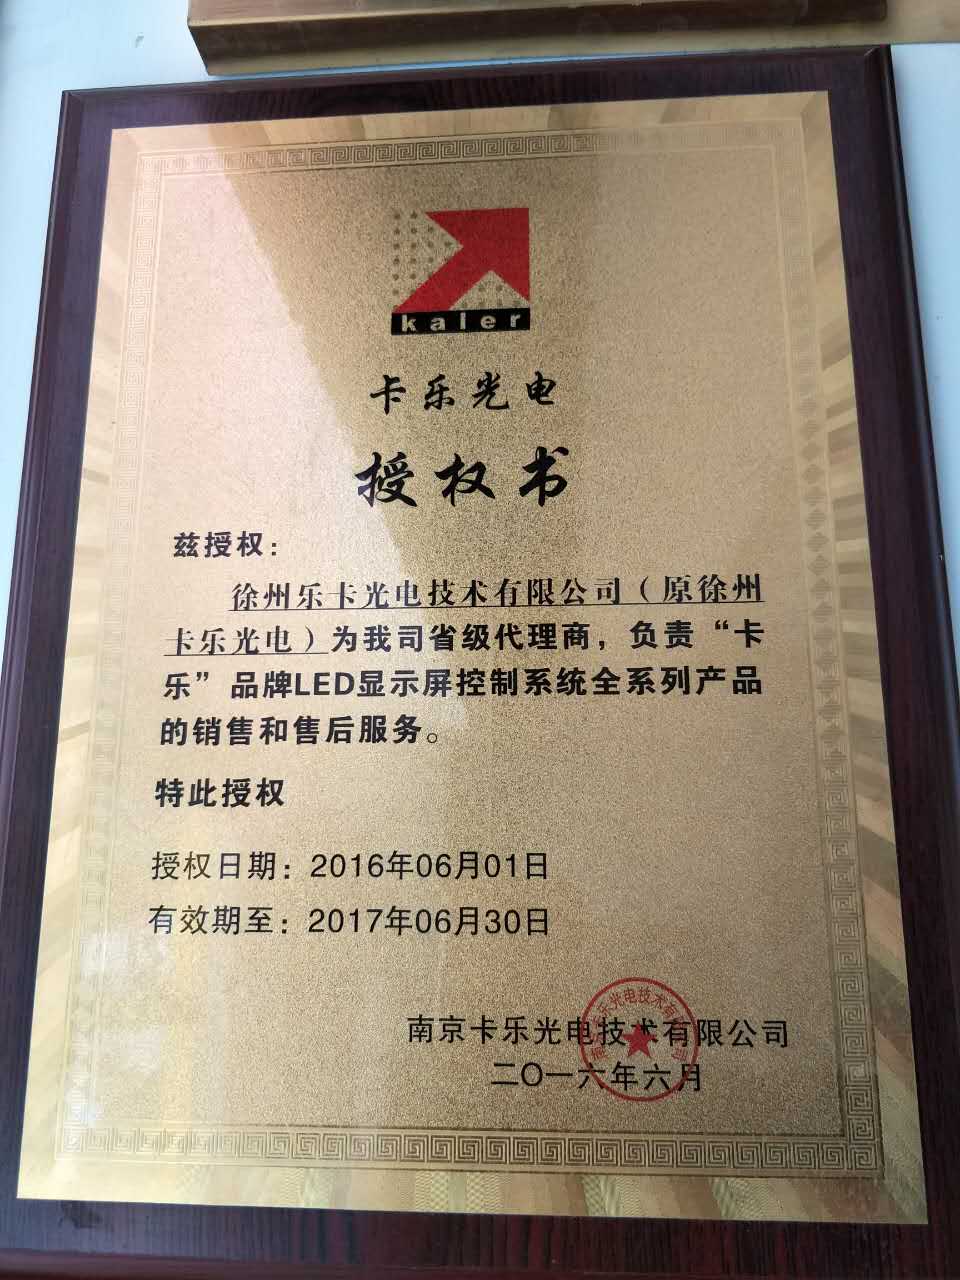 kaler
卡乐光电
授权书
兹授权：
徐州乐卡光电技术有限公司（原徐州
卡乐光电）为我司省级代理商，负责“卡
乐”品牌LED显示屏控制系统全系列产品
的销售和售后服务。
特此授权
授权日期：2016年06月01日
有效期至：2017年06月30日
南京卡乐光电技术有限公司
二〇一六年六月